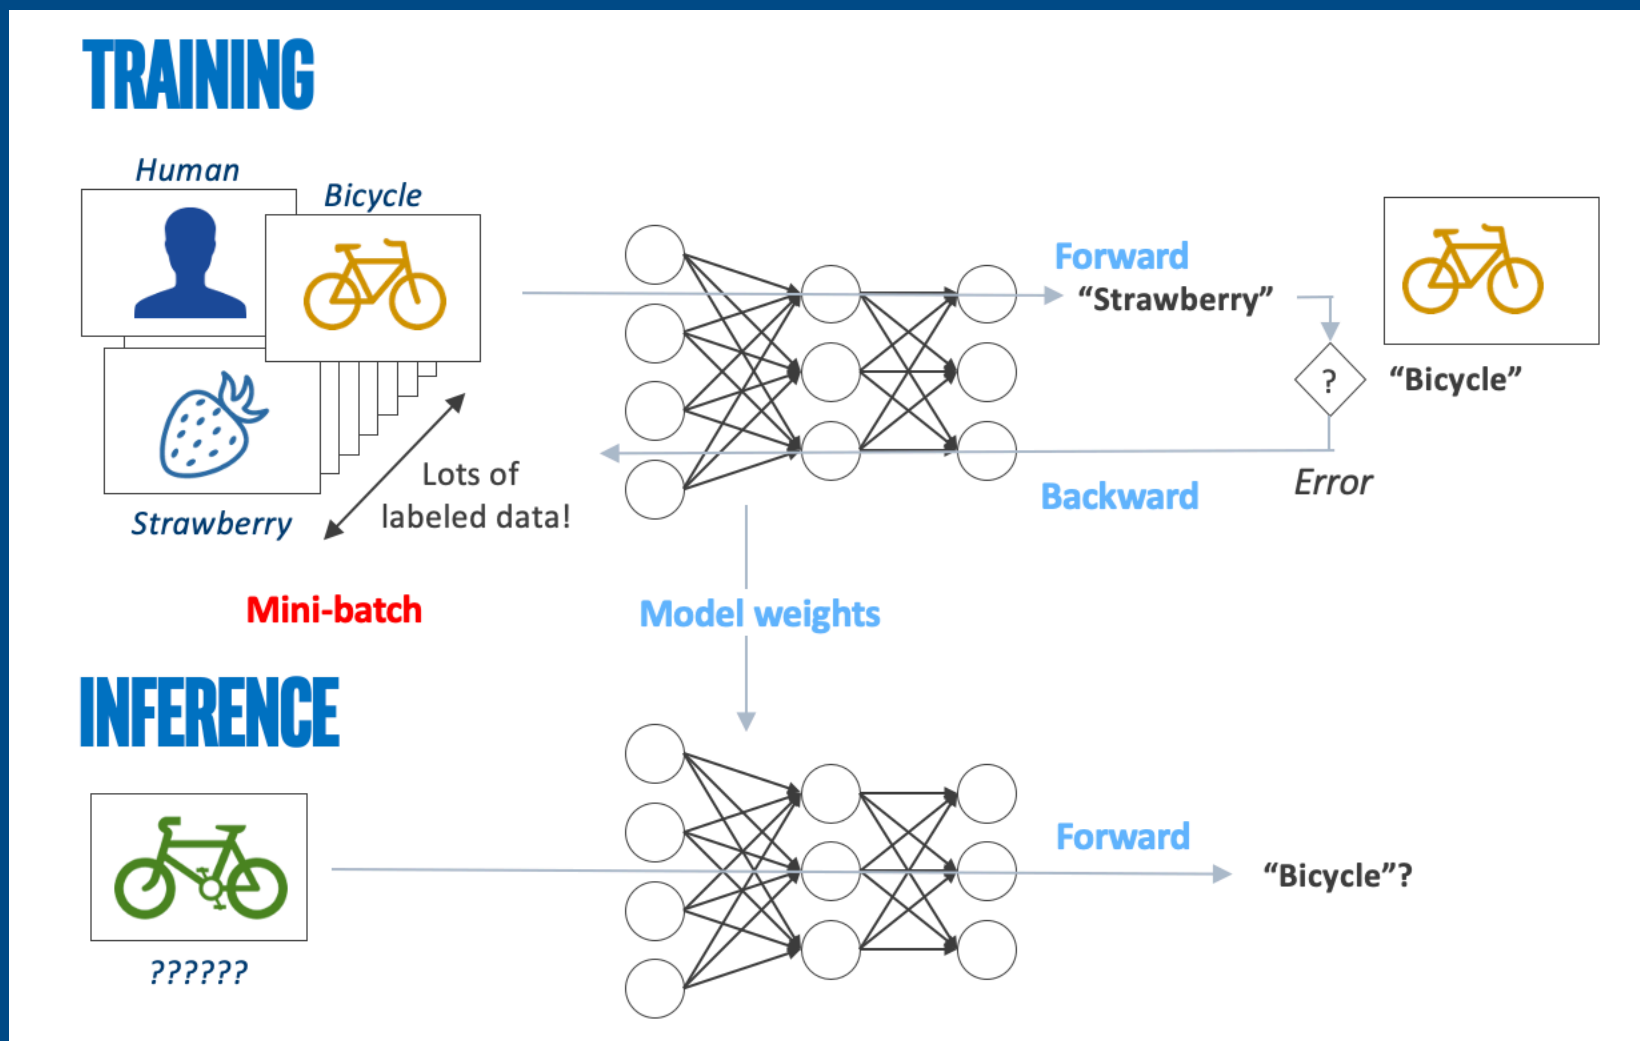 TRAINING
Human
Bicycle
Forward
“Strawberry”
?
“Bicycle”
Lots of
labeled data!
Strawberry
Backward
Error
Mini-batch
Model weights
INFERENCE
Forward
“Bicycle”?
??????